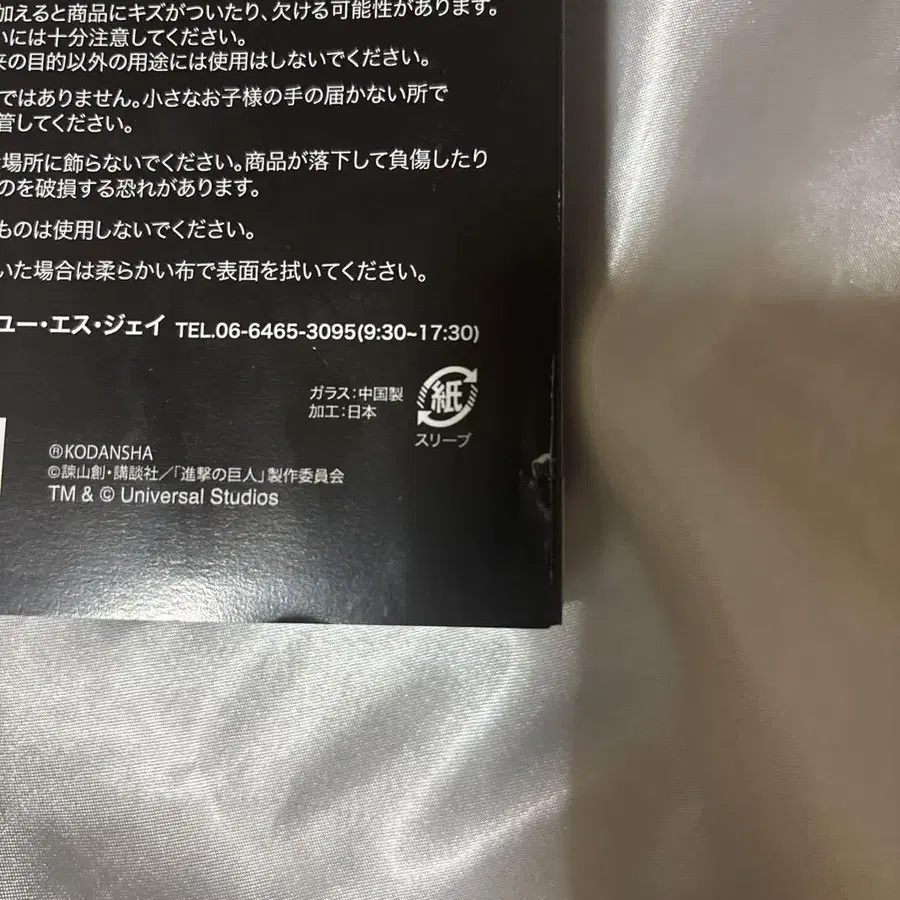 加えると商品にキズがついたり、欠ける可能性があります。
いには十分注意してください。
来の目的以外の用途には使用はしないでください。
ではありません。小さなお子様の手の届かない所で
管してください。
場所に飾らないでください。商品が落下して負傷したり
のを破損する恐れがあります。
ものは使用しないでください。
いた場合は柔らかい布で表面を拭いてください。
ユー・エス・ジェイ TEL.06-6465-3095(9:30~17:30)
ガラス:中国製
加工:日本
紙
スリーブ
®KODANSHA
©諫山創・講談社/「進撃の巨人」製作委員会
TM & © Universal Studios